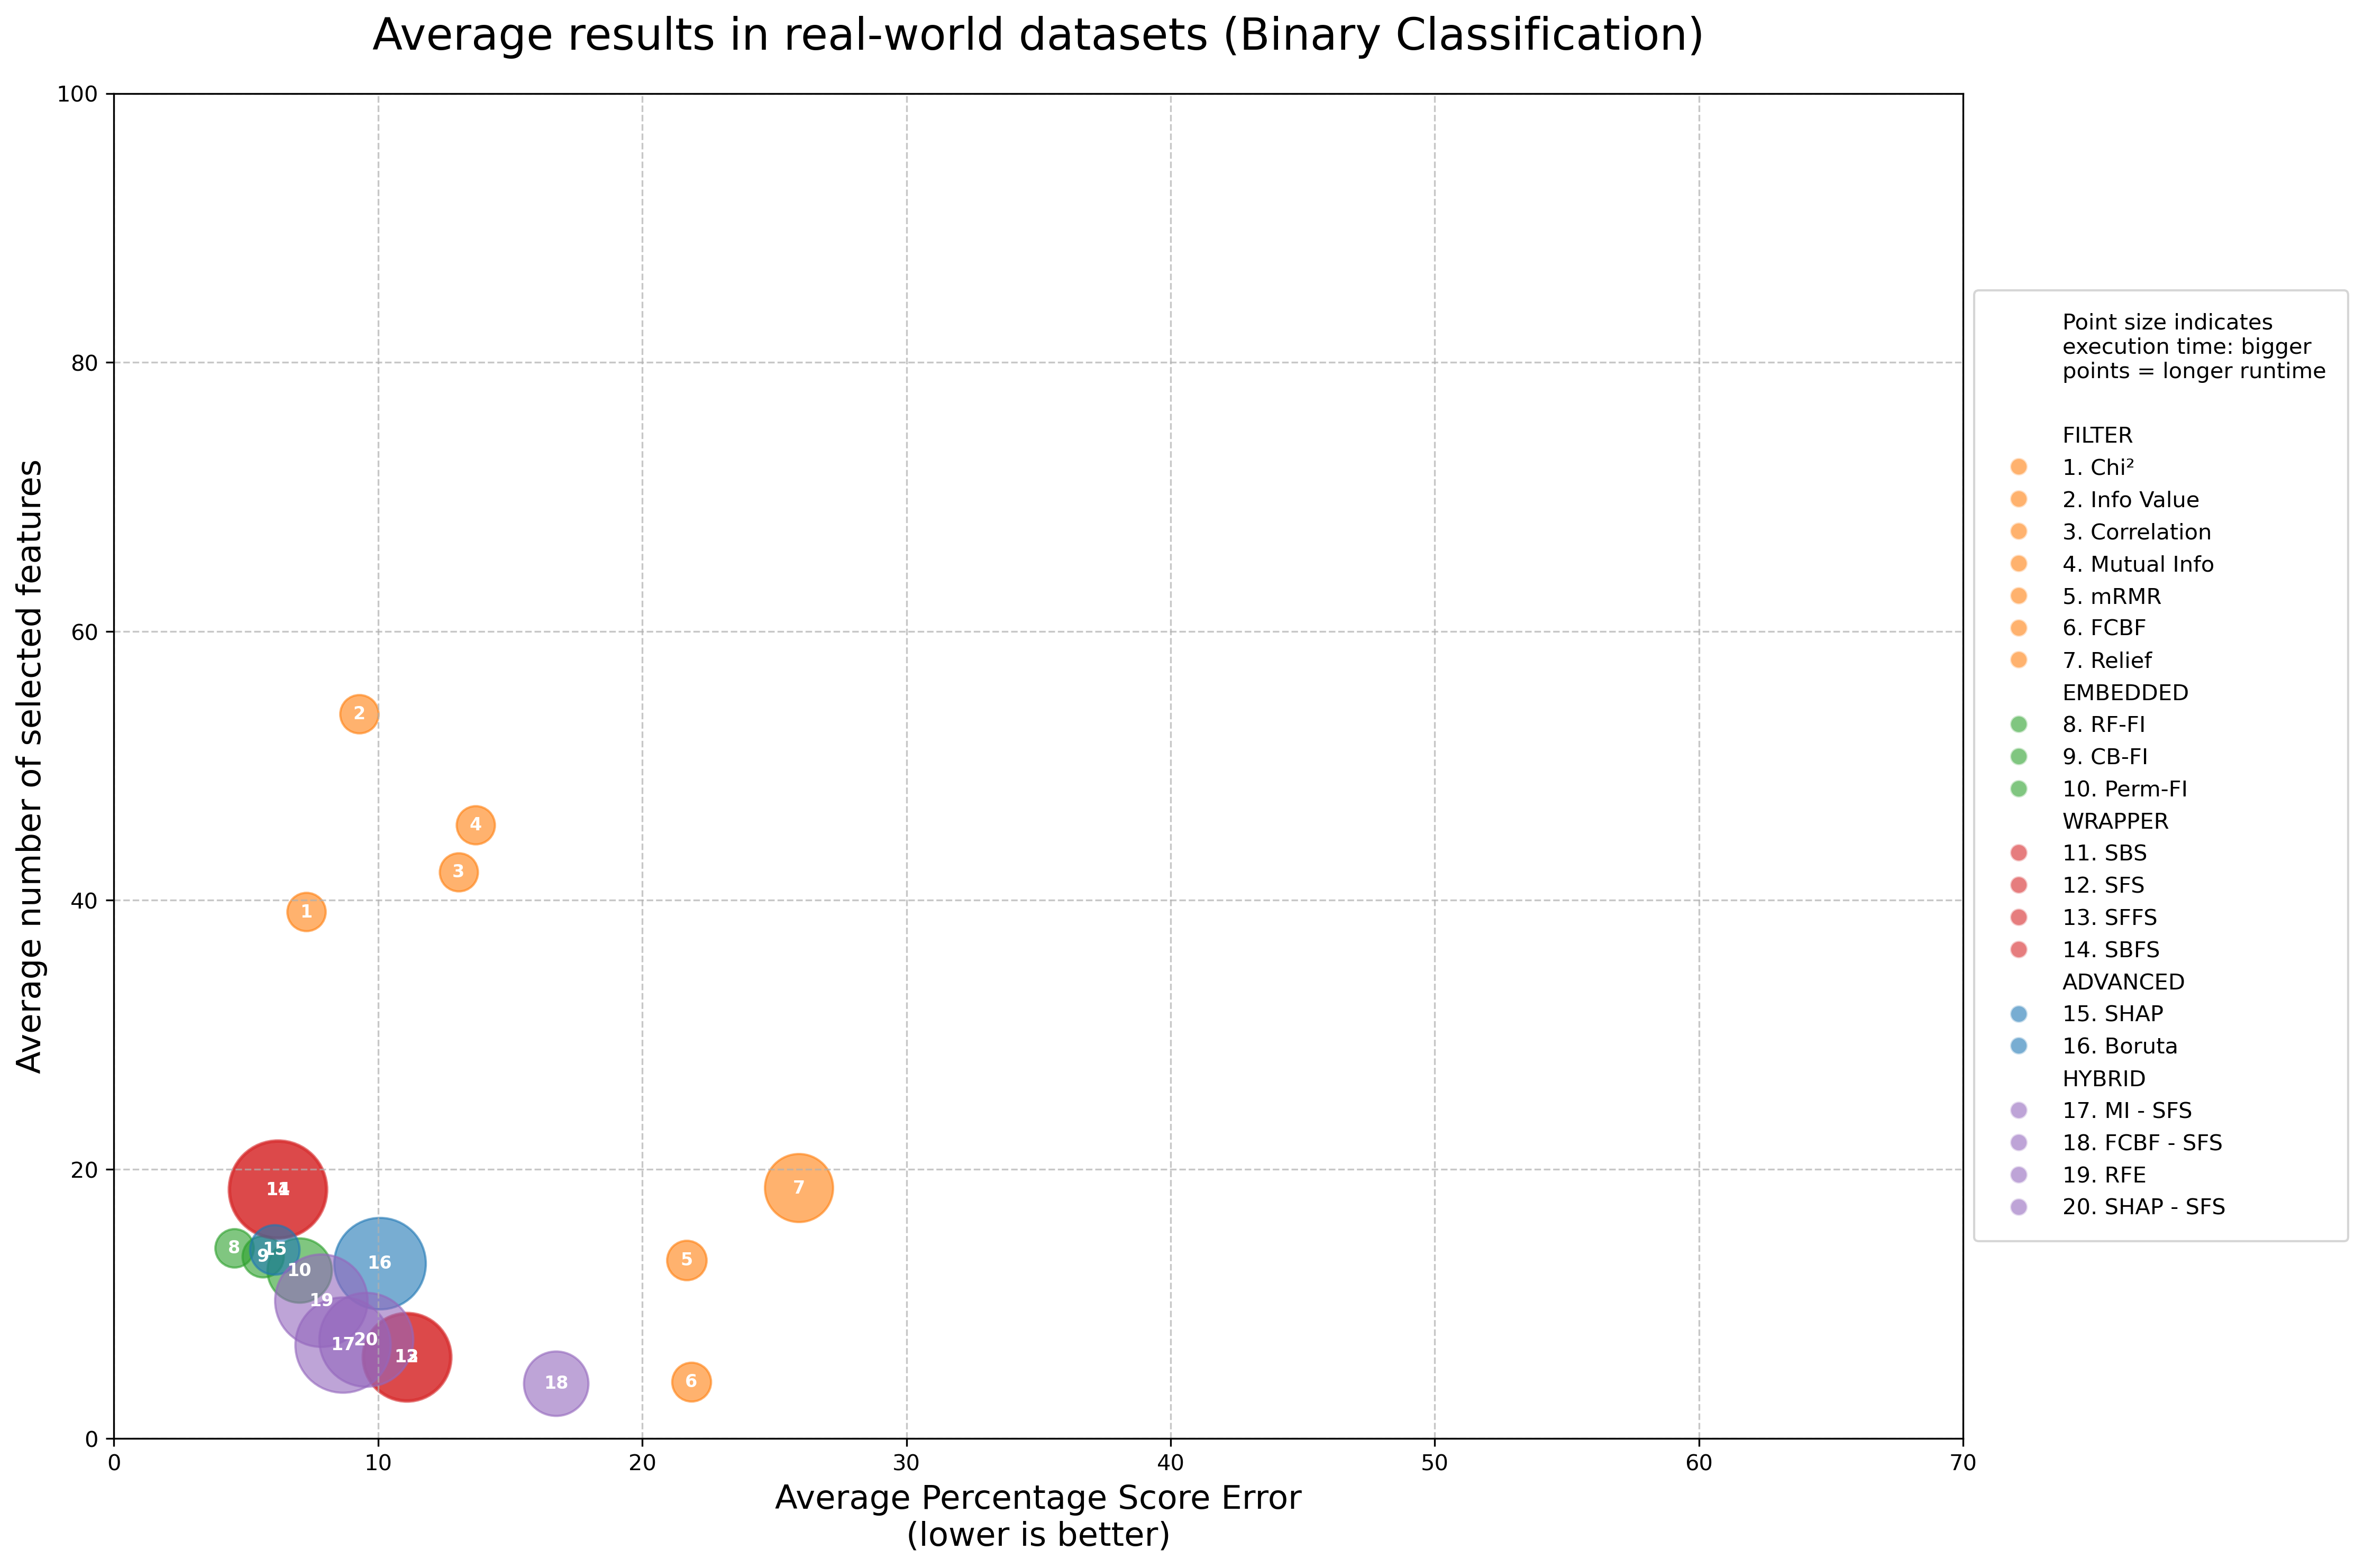 Average results in real-world datasets (Binary Classification)
Average number of selected features
100
80
60
40
20
0
0
10
20
30
40
50
60
70
Average Percentage Score Error
(lower is better)
2
4
3
1
7
8
9
15
10
16
5
19
17
20
18
6
Point size indicates
execution time: bigger
points = longer runtime
FILTER
1. Chi²
2. Info Value
3. Correlation
4. Mutual Info
5. mRMR
6. FCBF
7. Relief
EMBEDDED
8. RF-FI
9. CB-FI
10. Perm-FI
WRAPPER
11. SBS
12. SFS
13. SFFS
14. SBFS
ADVANCED
15. SHAP
16. Boruta
HYBRID
17. MI - SFS
18. FCBF - SFS
19. RFE
20. SHAP - SFS